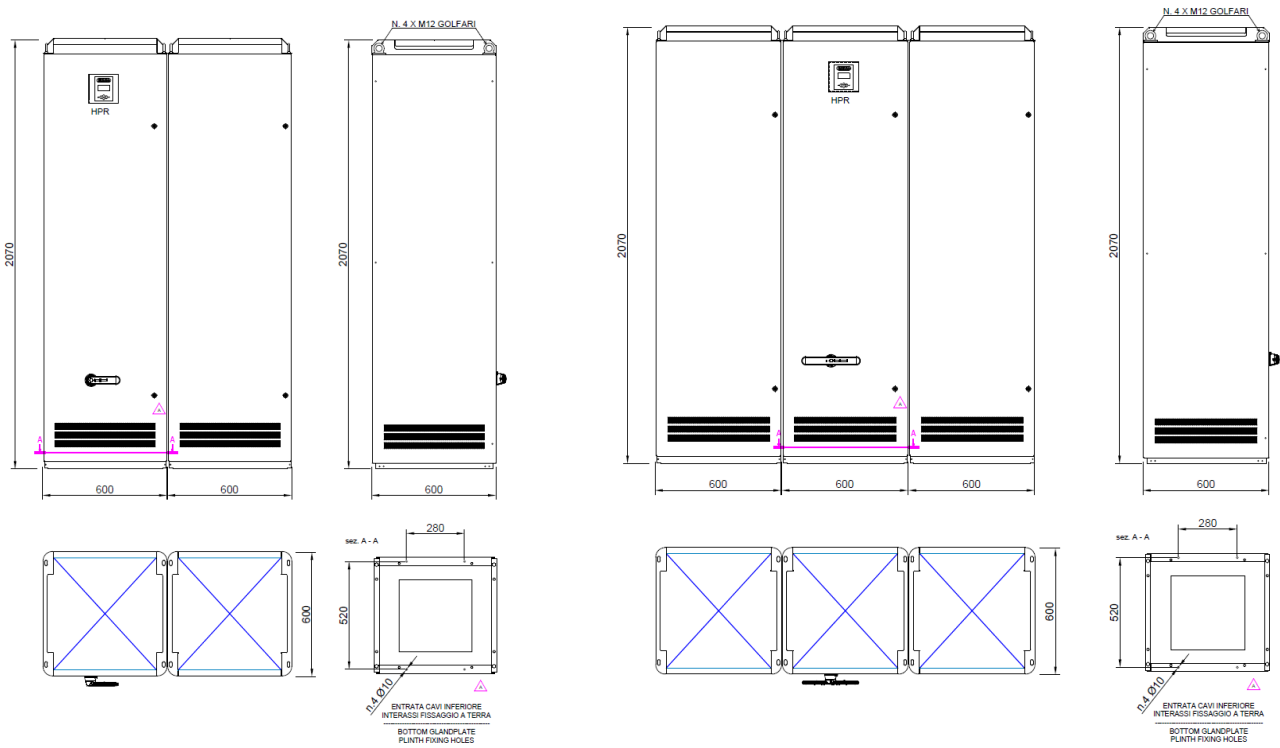 N. 4 X M12 GOLFARI
HPR
2070
2070
A
A
A
600
600
600
sez. A - A
280
600
520
n.4 Ø10
A
ENTRATA CAVI INFERIORE
INTERASSI FISSAGGIO A TERRA
BOTTOM GLANDPLATE
PLINTH FIXING HOLES
N. 4 X M12 GOLFARI
HPR
2070
2070
A
A
A
600
600
600
600
sez. A - A
280
600
520
n.4 Ø10
A
ENTRATA CAVI INFERIORE
INTERASSI FISSAGGIO A TERRA
BOTTOM GLANDPLATE
PLINTH FIXING HOLES